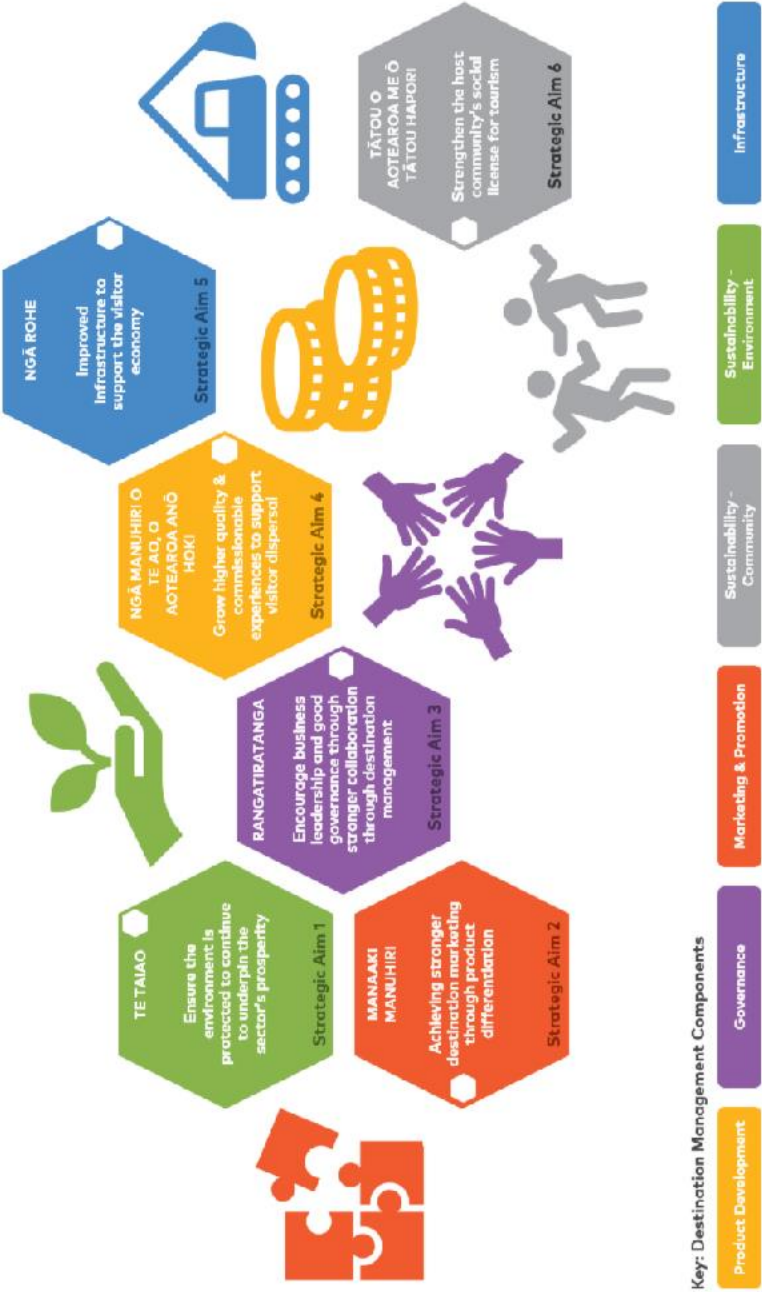 TE TAIAO
Ensure the
environment is
protected to continue
to underpin the
sector's prosperity
Strategic Aim 1
MANAAKI
MANUHIRI
Achieving stronger
destination marketing
through product
differendation
Strategic Aim 2
RANGATIRATANGA
Encourage business
leadership and good
governance through
stronger collaboration
through destination
management
Strategic Aim 3
NGĀ MANUHIRI O
TE AO, O
AOTEAROA ANŌ
HOKI
Grow higher quality &
commissionable
experiences to support
visitor dispersal
Strategic Aim 4
NGĀ ROHE
Improved
Infrastructure to
support the visitor
economy
Strategic Aim 5
TĀTOU O
AOTEAROA ME Ō
TĀTOU HAPORI
Strengthen the host
community's social
license for tourism
Strategic Aim 6
Key: Destination Management Components
Product Development
Governance
Marketing & Promotion
Sustainability -
Community
Sustainability -
Environment
Infrastructure